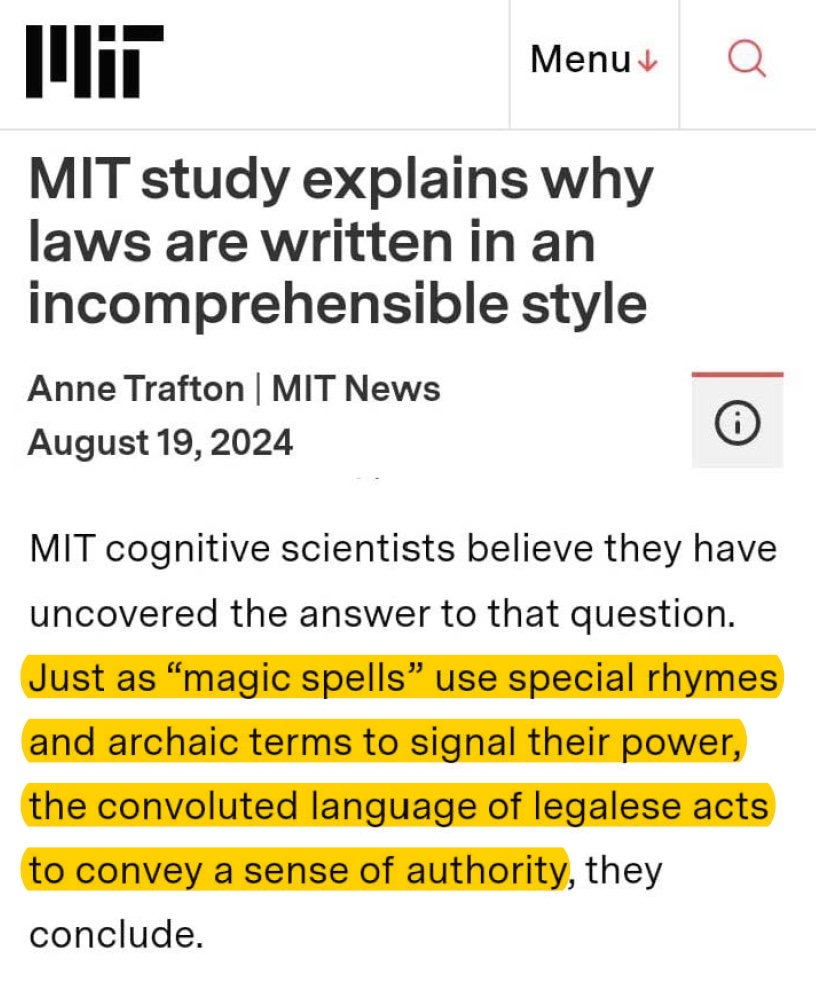 MIT
Menu↓
MIT study explains why
laws are written in an
incomprehensible style
Anne Trafton | MIT News
August 19, 2024
MIT cognitive scientists believe they have
uncovered the answer to that question.
Just as “magic spells” use special rhymes
and archaic terms to signal their power,
the convoluted language of legalese acts
to convey a sense of authority, they
conclude.